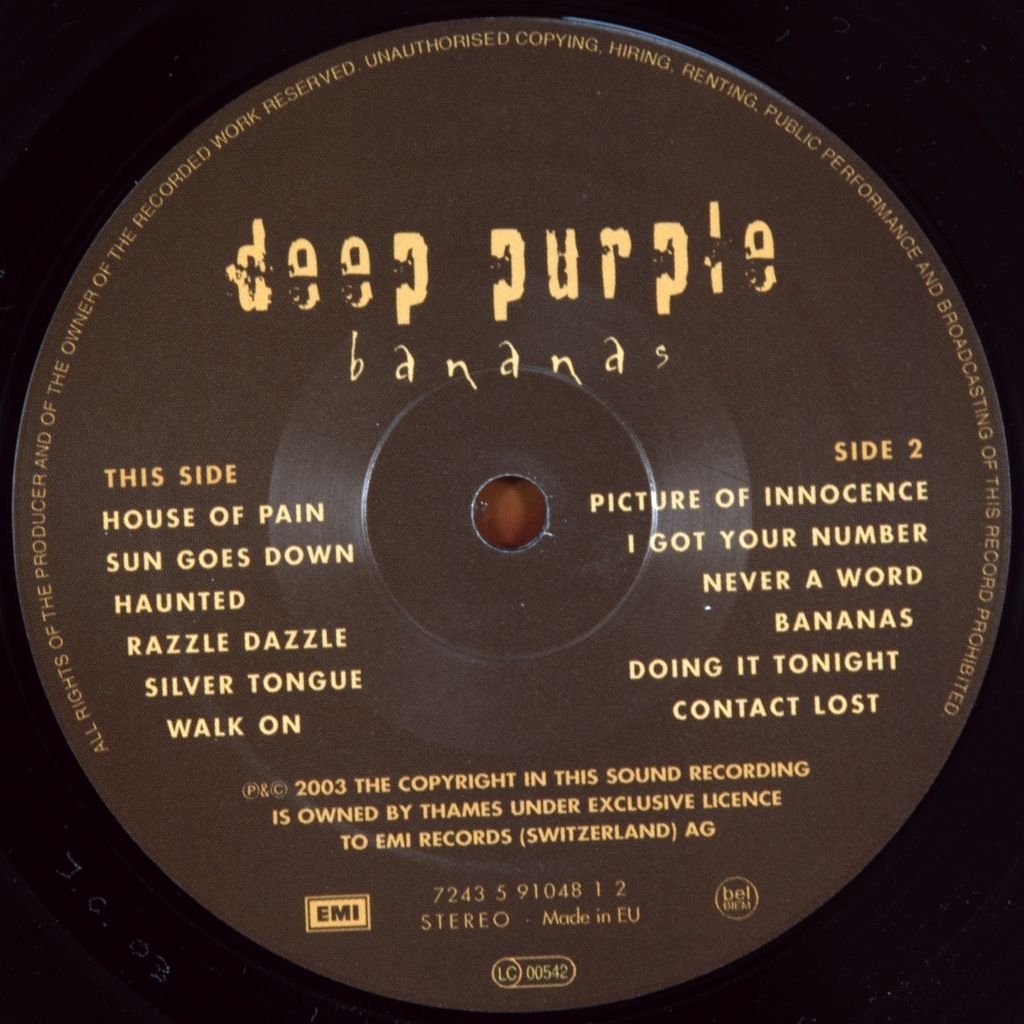 ALL RIGHTS OF THE PRODUCER AND OF THE OWNER OF THE RECORDED WORK RESERVED. UNAUTHORISED COPYING, HIRING, RENTING, PUBLIC PERFORMANCE AND BROADCASTING OF THIS RECORD PROHIBITED.
deep purple
bananas
THIS SIDE
HOUSE OF PAIN
SUN GOES DOWN
HAUNTED
RAZZLE DAZZLE
SILVER TONGUE
WALK ON
SIDE 2
PICTURE OF INNOCENCE
I GOT YOUR NUMBER
NEVER A WORD
BANANAS
DOING IT TONIGHT
CONTACT LOST
℗&© 2003 THE COPYRIGHT IN THIS SOUND RECORDING
IS OWNED BY THAMES UNDER EXCLUSIVE LICENCE
TO EMI RECORDS (SWITZERLAND) AG
EMI
7243 5 91048 1 2
STEREO · Made in EU
bel
BIEM
LC 00542